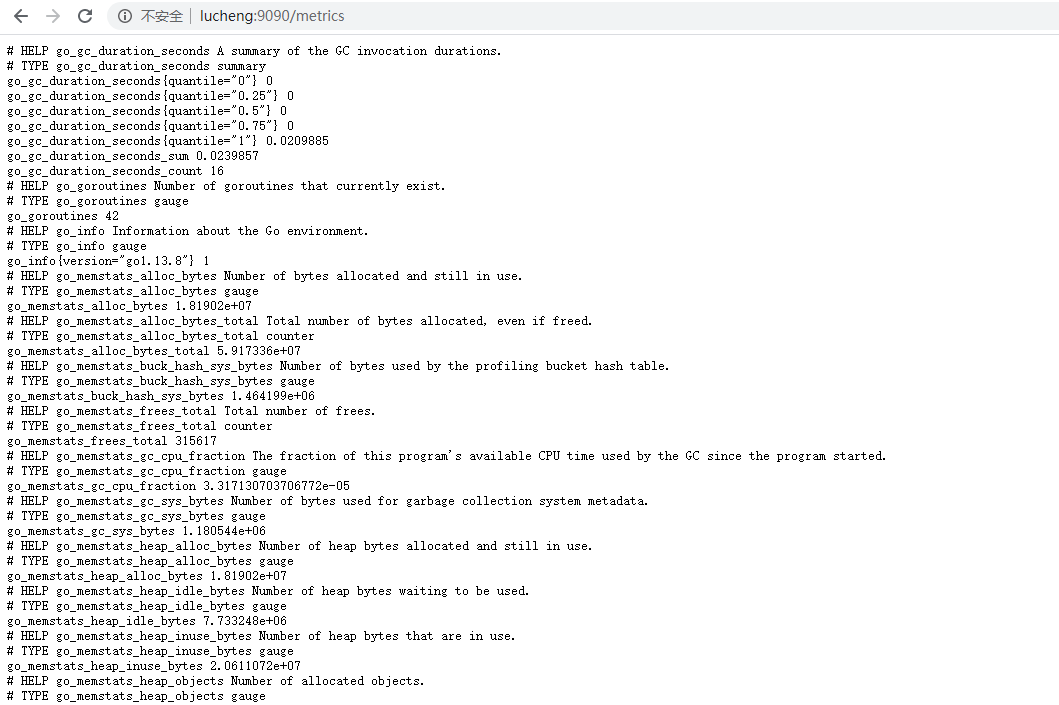 不安全 lucheng:9090/metrics
# HELP go_gc_duration_seconds A summary of the GC invocation durations.
# TYPE go_gc_duration_seconds summary
go_gc_duration_seconds{quantile="0"} 0
go_gc_duration_seconds{quantile="0.25"} 0
go_gc_duration_seconds{quantile="0.5"} 0
go_gc_duration_seconds{quantile="0.75"} 0
go_gc_duration_seconds{quantile="1"} 0.0209885
go_gc_duration_seconds_sum 0.0239857
go_gc_duration_seconds_count 16
# HELP go_goroutines Number of goroutines that currently exist.
# TYPE go_goroutines gauge
go_goroutines 42
# HELP go_info Information about the Go environment.
# TYPE go_info gauge
go_info{version="go1.13.8"} 1
# HELP go_memstats_alloc_bytes Number of bytes allocated and still in use.
# TYPE go_memstats_alloc_bytes gauge
go_memstats_alloc_bytes 1.81902e+07
# HELP go_memstats_alloc_bytes_total Total number of bytes allocated, even if freed.
# TYPE go_memstats_alloc_bytes_total counter
go_memstats_alloc_bytes_total 5.917336e+07
# HELP go_memstats_buck_hash_sys_bytes Number of bytes used by the profiling bucket hash table.
# TYPE go_memstats_buck_hash_sys_bytes gauge
go_memstats_buck_hash_sys_bytes 1.464199e+06
# HELP go_memstats_frees_total Total number of frees.
# TYPE go_memstats_frees_total counter
go_memstats_frees_total 315617
# HELP go_memstats_gc_cpu_fraction The fraction of this program's available CPU time used by the GC since the program started.
# TYPE go_memstats_gc_cpu_fraction gauge
go_memstats_gc_cpu_fraction 3.317130703706772e-05
# HELP go_memstats_gc_sys_bytes Number of bytes used for garbage collection system metadata.
# TYPE go_memstats_gc_sys_bytes gauge
go_memstats_gc_sys_bytes 1.180544e+06
# HELP go_memstats_heap_alloc_bytes Number of heap bytes allocated and still in use.
# TYPE go_memstats_heap_alloc_bytes gauge
go_memstats_heap_alloc_bytes 1.81902e+07
# HELP go_memstats_heap_idle_bytes Number of heap bytes waiting to be used.
# TYPE go_memstats_heap_idle_bytes gauge
go_memstats_heap_idle_bytes 7.733248e+06
# HELP go_memstats_heap_inuse_bytes Number of heap bytes that are in use.
# TYPE go_memstats_heap_inuse_bytes gauge
go_memstats_heap_inuse_bytes 2.0611072e+07
# HELP go_memstats_heap_objects Number of allocated objects.
# TYPE go_memstats_heap_objects gauge